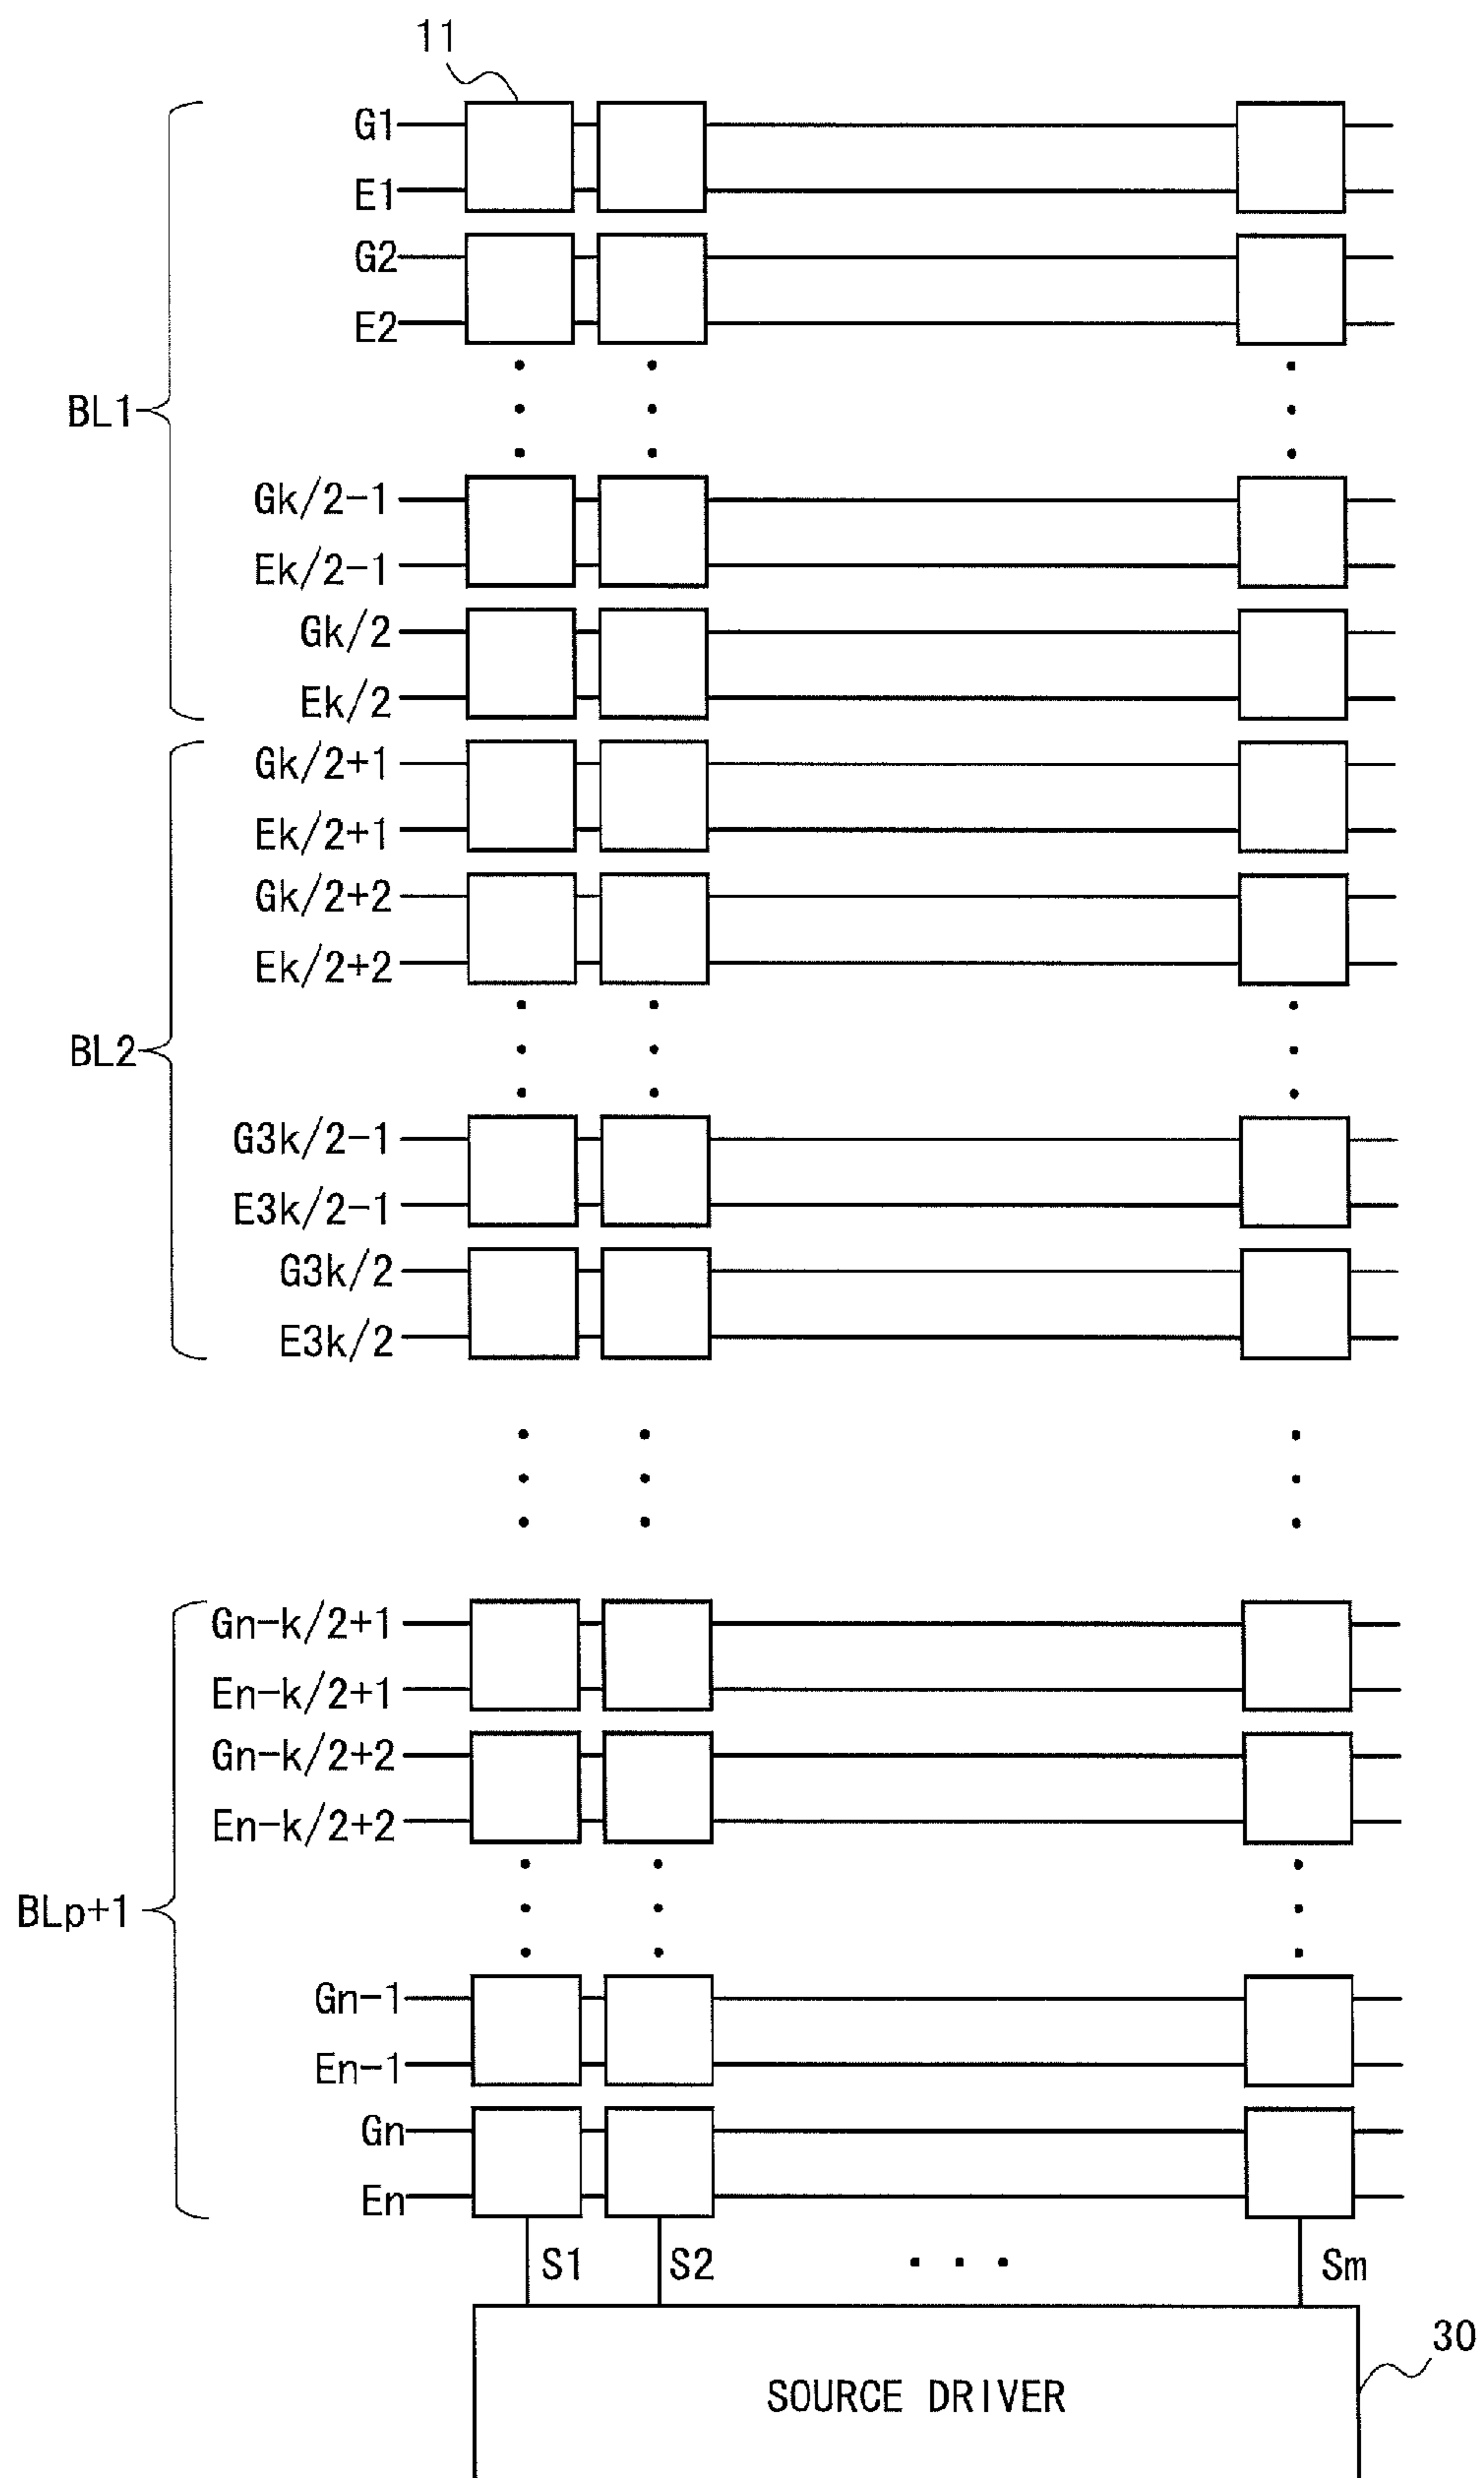 11
G1
E1
G2
E2
BL1
Gk/2-1
Ek/2-1
Gk/2
Ek/2
Gk/2+1
Ek/2+1
Gk/2+2
Ek/2+2
BL2
G3k/2-1
E3k/2-1
G3k/2
E3k/2
Gn-k/2+1
En-k/2+1
Gn-k/2+2
En-k/2+2
BLp+1
Gn-1
En-1
Gn
En
S1 S2 Sm
30
SOURCE DRIVER